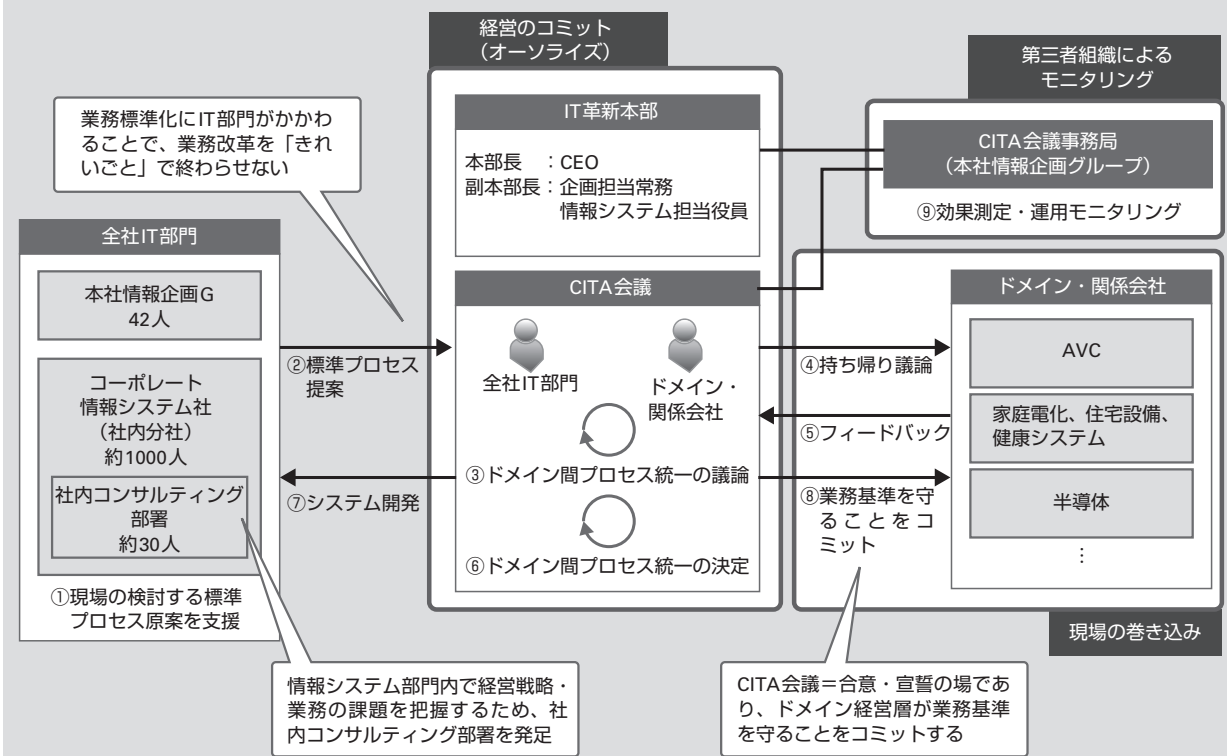 経営のコミット
（オーソライズ）
第三者組織による
モニタリング
業務標準化にIT部門がかかわ
ることで、業務改革を「きれ
いごと」で終わらせない
IT革新本部
本部長　：CEO
副本部長：企画担当常務
情報システム担当役員
CITA会議事務局
（本社情報企画グループ）
⑨効果測定・運用モニタリング
全社IT部門
本社情報企画G
42人
コーポレート
情報システム社
（社内分社）
約1000人
社内コンサルティング
部署
約30人
①現場の検討する標準
プロセス原案を支援
②標準プロセス
提案
⑦システム開発
CITA会議
全社IT部門
ドメイン・
関係会社
③ドメイン間プロセス統一の議論
⑥ドメイン間プロセス統一の決定
④持ち帰り議論
⑤フィードバック
⑧業務基準を守
ることをコ
ミット
ドメイン・関係会社
AVC
家庭電化、住宅設備、
健康システム
半導体
⋮
現場の巻き込み
情報システム部門内で経営戦略・
業務の課題を把握するため、社
内コンサルティング部署を発足
CITA会議＝合意・宣誓の場であ
り、ドメイン経営層が業務基準
を守ることをコミットする